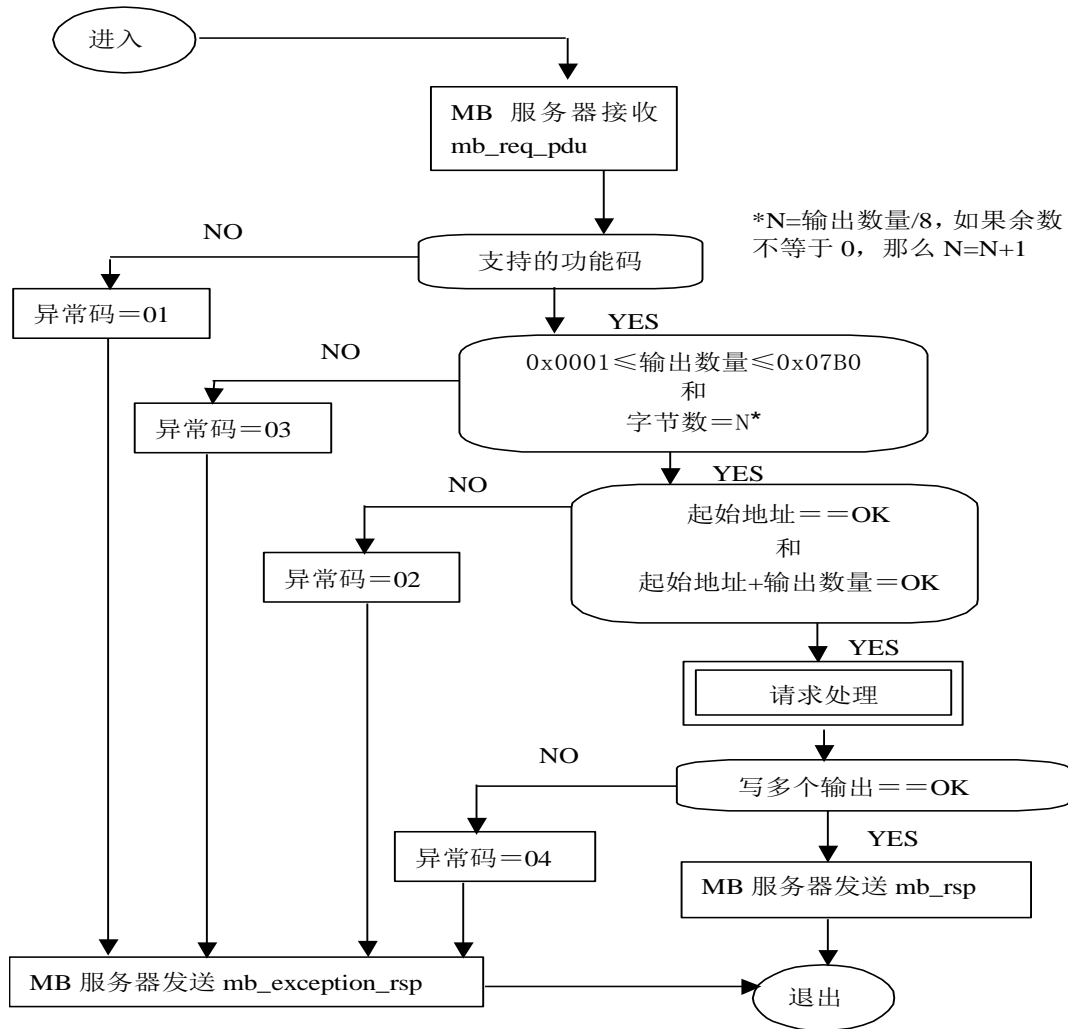 进入
MB 服务器接收
mb_req_pdu
*N=输出数量/8，如果余数
不等于 0，那么 N=N+1
NO
支持的功能码
异常码＝01
YES
NO
0x0001≤输出数量≤0x07B0
和
字节数＝N*
异常码＝03
YES
NO
起始地址＝＝OK
和
起始地址+输出数量＝OK
异常码＝02
YES
请求处理
NO
写多个输出＝＝OK
YES
异常码＝04
MB 服务器发送 mb_rsp
MB 服务器发送 mb_exception_rsp
退出